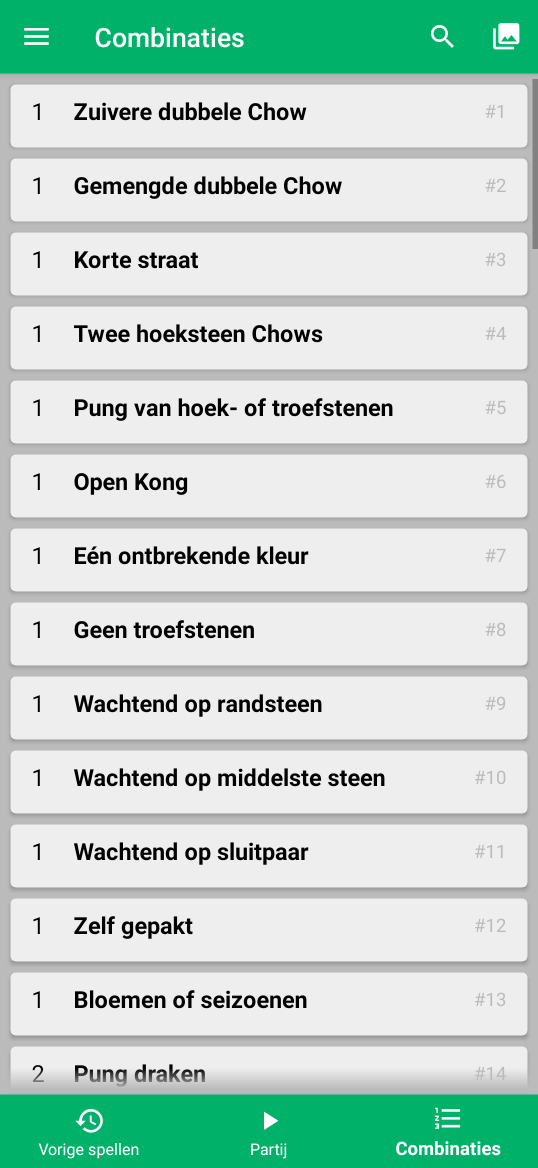 Combinaties
1 Zuivere dubbele Chow #1
1 Gemengde dubbele Chow #2
1 Korte straat #3
1 Twee hoeksteen Chows #4
1 Pung van hoek- of troefstenen #5
1 Open Kong #6
1 Eén ontbrekende kleur #7
1 Geen troefstenen #8
1 Wachtend op randsteen #9
1 Wachtend op middelste steen #10
1 Wachtend op sluitpaar #11
1 Zelf gepakt #12
1 Bloemen of seizoenen #13
2 Pung draken #14
Vorige spellen Partij Combinaties